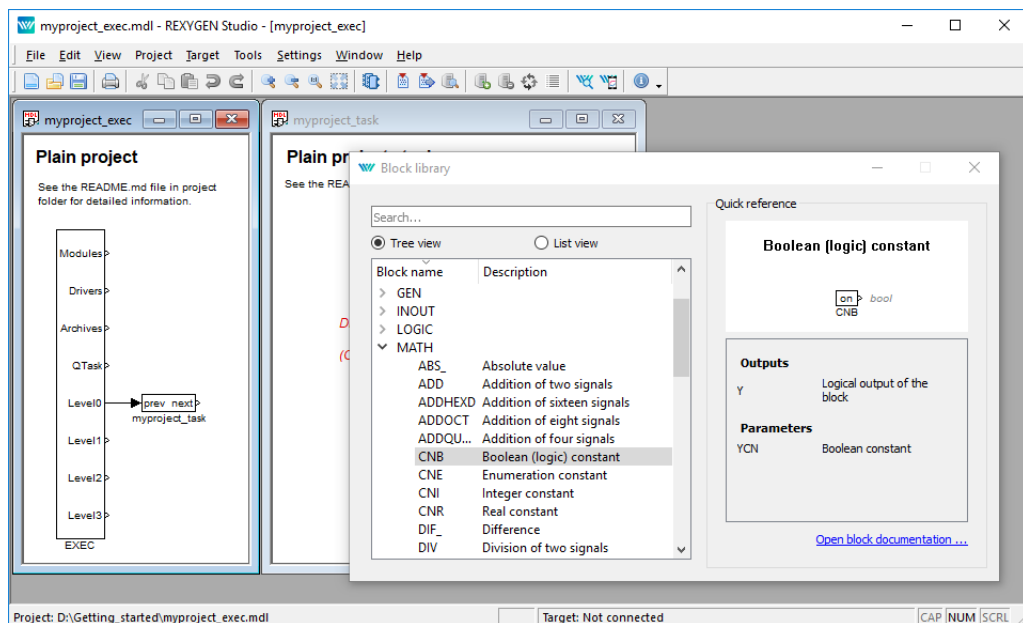 myproject_exec.mdl - REXYGEN Studio - [myproject_exec]
File Edit View Project Target Tools Settings Window Help
myproject_exec
Plain project
See the README.md file in project
folder for detailed information.
Modules
Drivers
Archives
QTask
Level0
prev next
myproject_task
Level1
Level2
Level3
EXEC
myproject_task
Plain
See the REA
D
(C
Block library
Search...
Tree view
List view
Block name Description
GEN
INOUT
LOGIC
MATH
ABS_ Absolute value
ADD Addition of two signals
ADDHEXD Addition of sixteen signals
ADDOCT Addition of eight signals
ADDQU... Addition of four signals
CNB Boolean (logic) constant
CNE Enumeration constant
CNI Integer constant
CNR Real constant
DIF_ Difference
DIV Division of two signals
Quick reference
Boolean (logic) constant
on bool
CNB
Outputs
Y Logical output of the
block
Parameters
YCN Boolean constant
Open block documentation ...
Project: D:\Getting_started\myproject_exec.mdl Target: Not connected CAP NUM SCRL